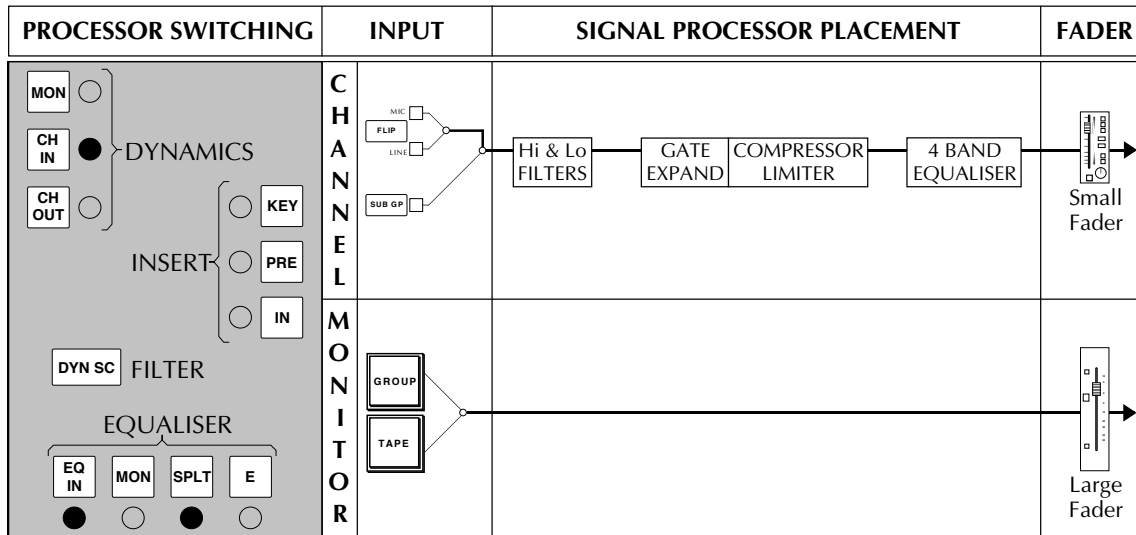 PROCESSOR SWITCHING
INPUT
SIGNAL PROCESSOR PLACEMENT
FADER
MON
CH
IN
CH
OUT
DYNAMICS
INSERT
KEY
PRE
IN
DYN SC
FILTER
EQUALISER
EQ
IN
MON
SPLT
E
CHANNEL
MIC
FLIP
LINE
SUB GP
Hi & Lo
FILTERS
GATE
EXPAND
COMPRESSOR
LIMITER
4 BAND
EQUALISER
Small
Fader
MONITOR
GROUP
TAPE
Large
Fader